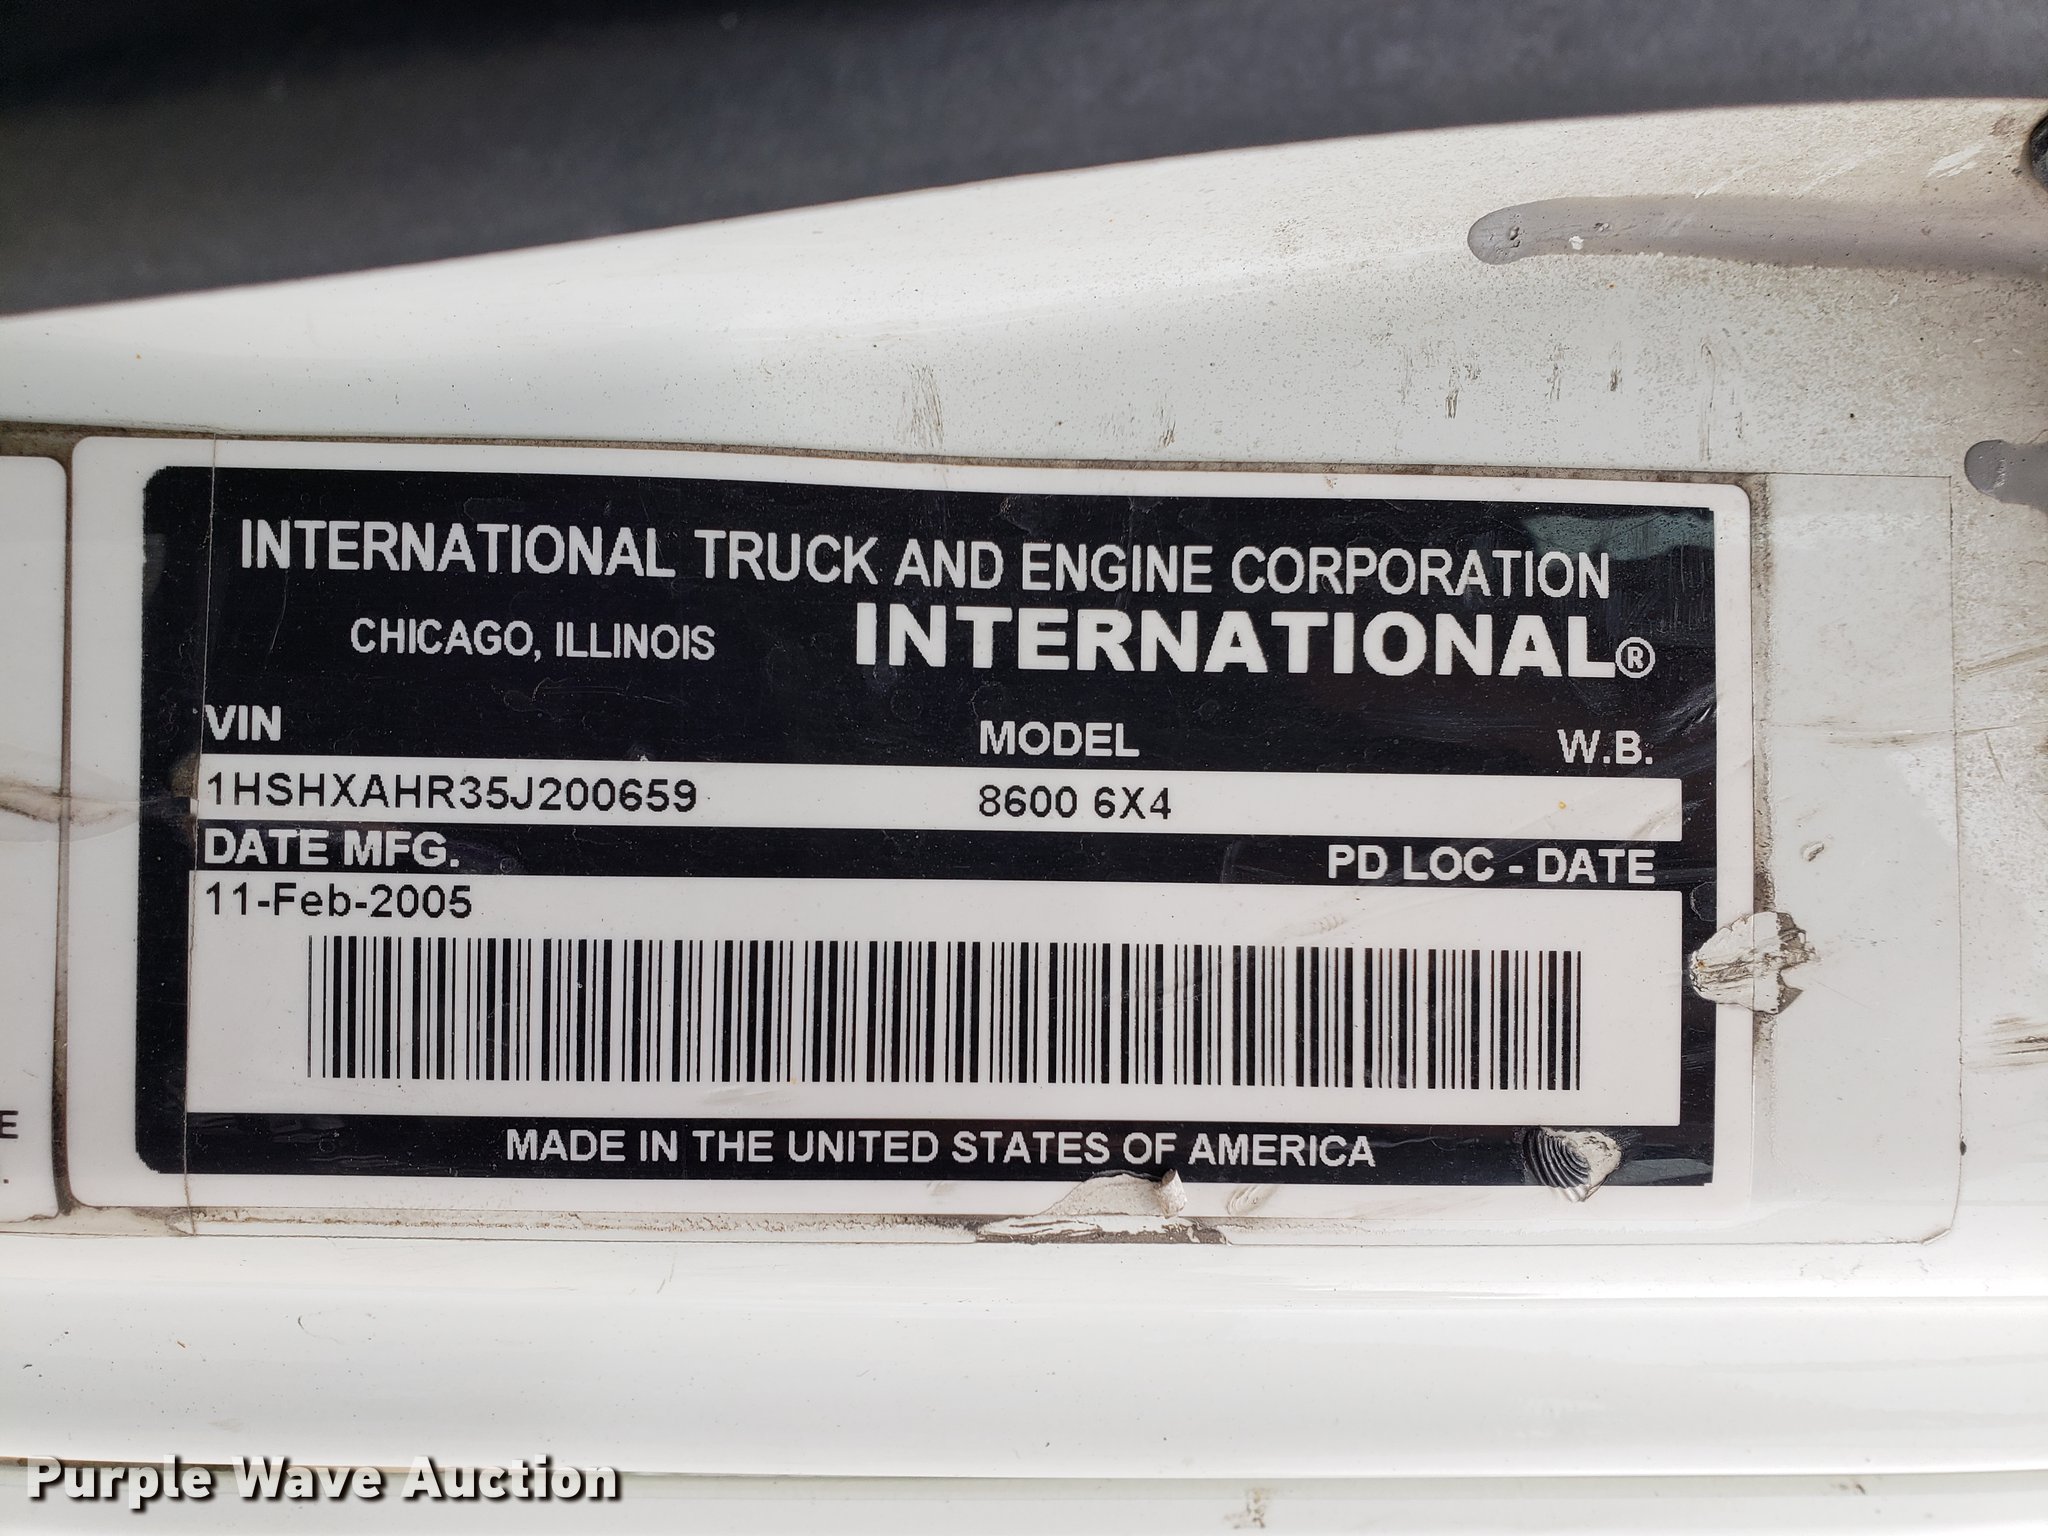 INTERNATIONAL TRUCK AND ENGINE CORPORATION
CHICAGO, ILLINOIS INTERNATIONAL®
VIN MODEL W.B.
1HSHXAHR35J200659 8600 6X4
DATE MFG. PD LOC - DATE
11-Feb-2005
E
MADE IN THE UNITED STATES OF AMERICA
Purple Wave Auction